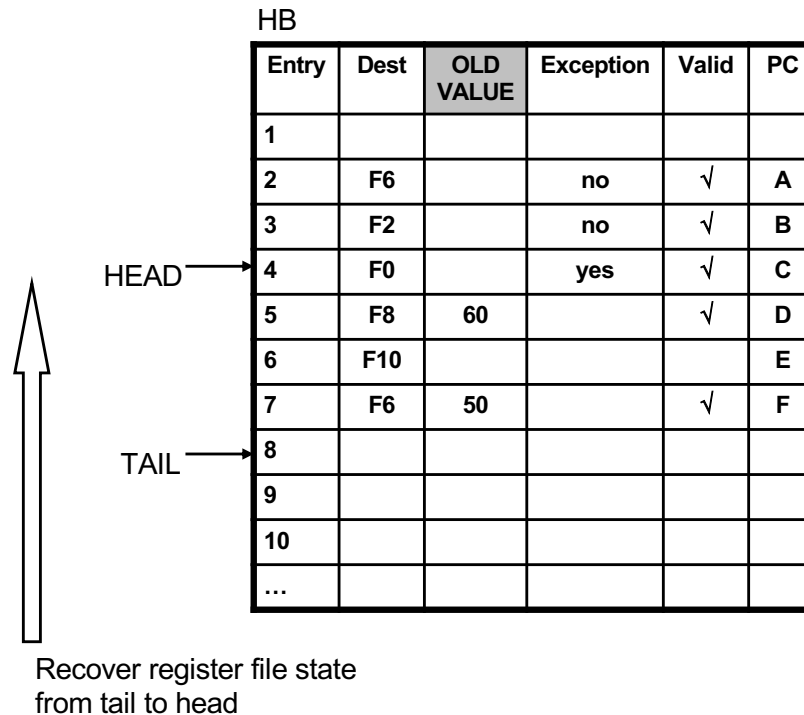 HB
Entry Dest OLD VALUE Exception Valid PC
1
2 F6 no √ A
3 F2 no √ B
HEAD 4 F0 yes √ C
5 F8 60 √ D
6 F10 E
7 F6 50 √ F
TAIL 8
9
10
…
Recover register file state
from tail to head